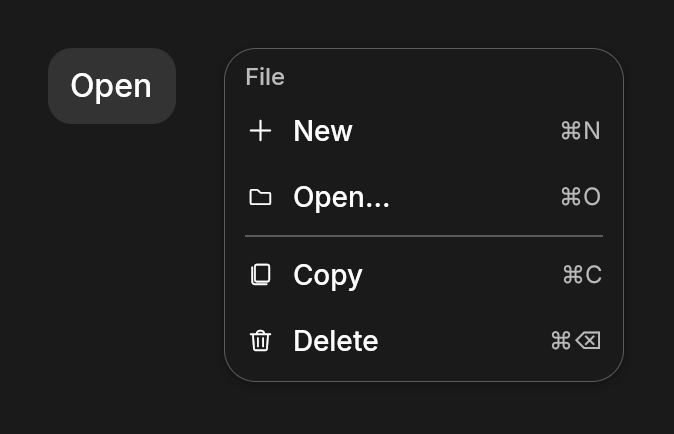 Open
File
New ⌘N
Open... ⌘O
Copy ⌘C
Delete ⌘⌫